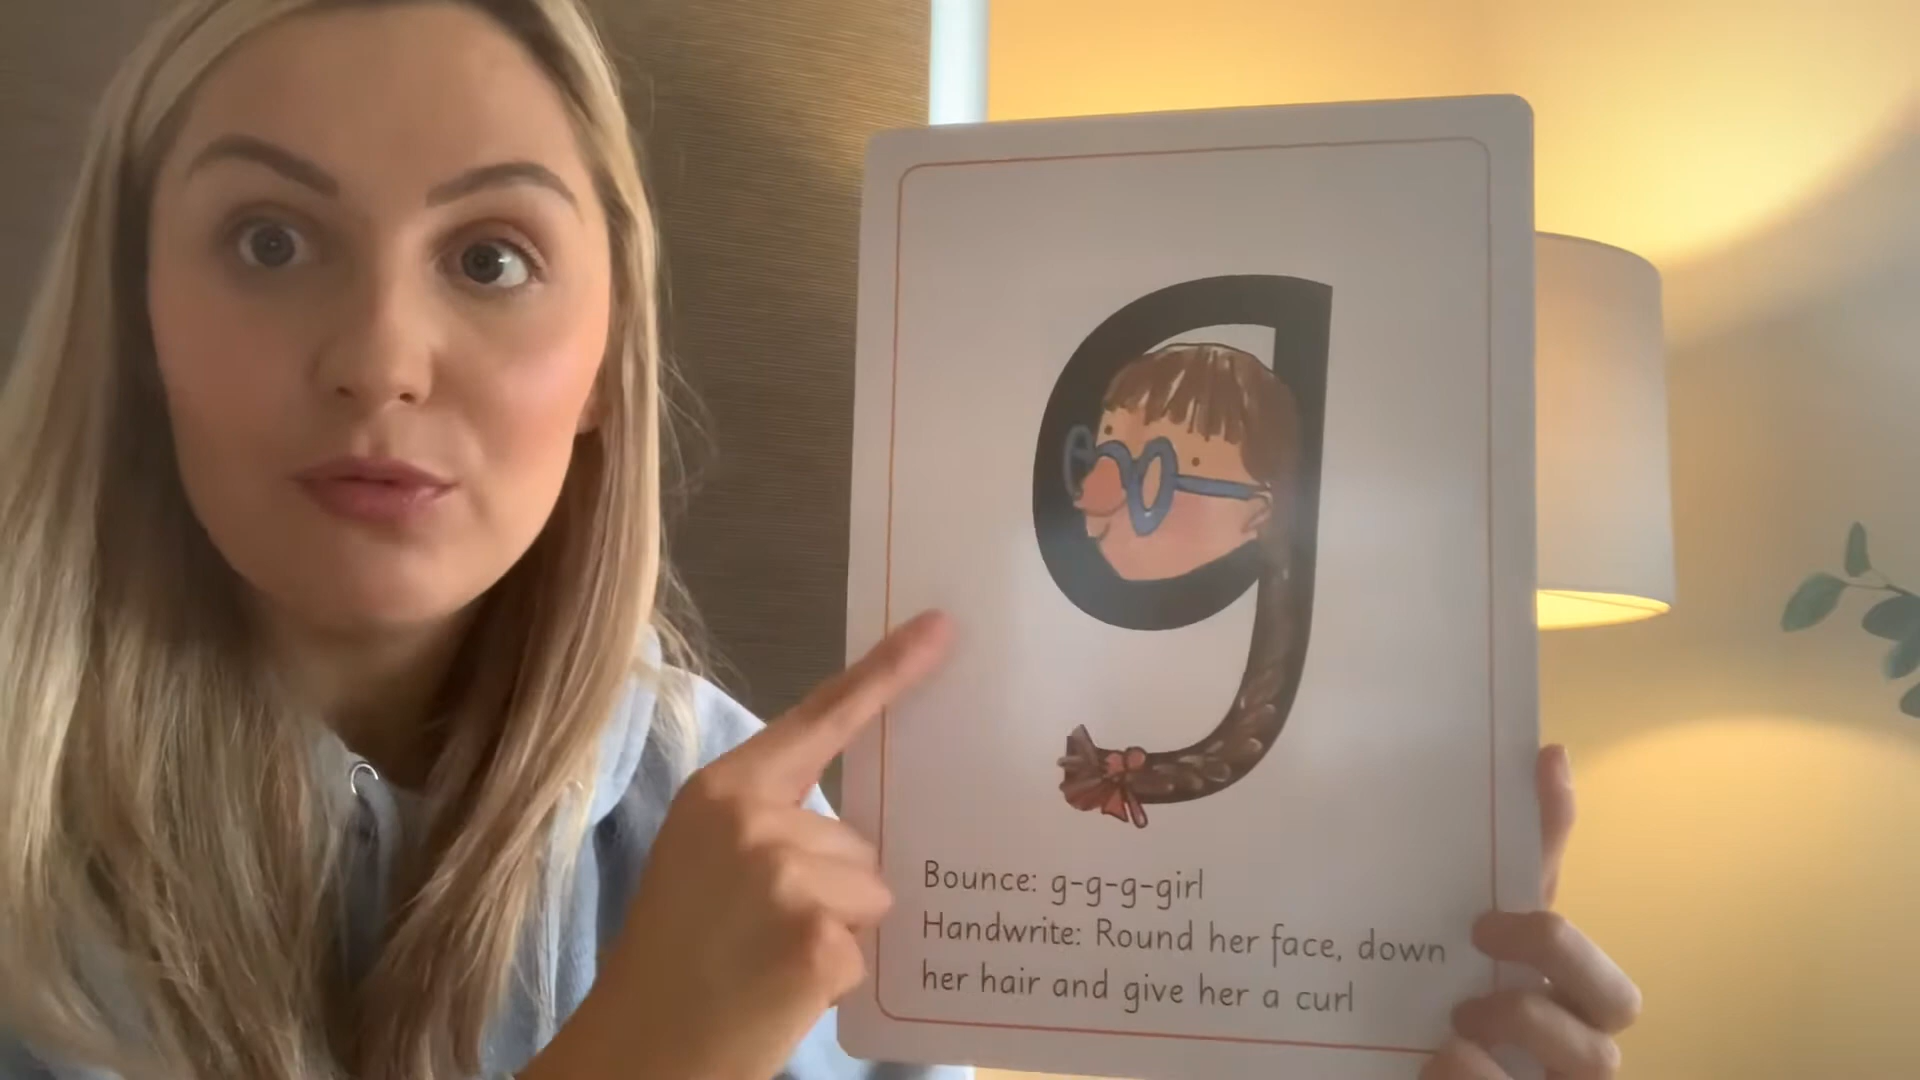 g
Bounce: g-g-g-girl
Handwrite: Round her face, down
her hair and give her a curl